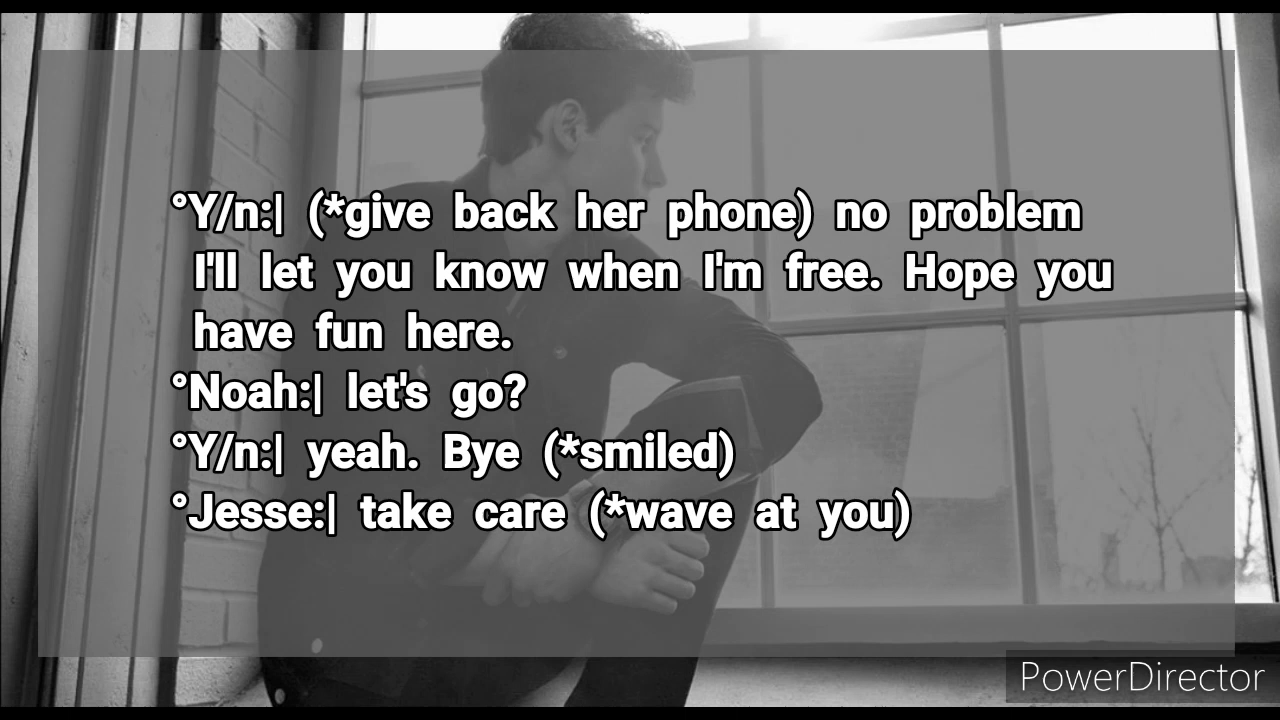 °Y/n:| (*give back her phone) no problem
I'll let you know when I'm free. Hope you
have fun here.
°Noah:| let's go?
°Y/n:| yeah. Bye (*smiled)
°Jesse:| take care (*wave at you)
PowerDirector